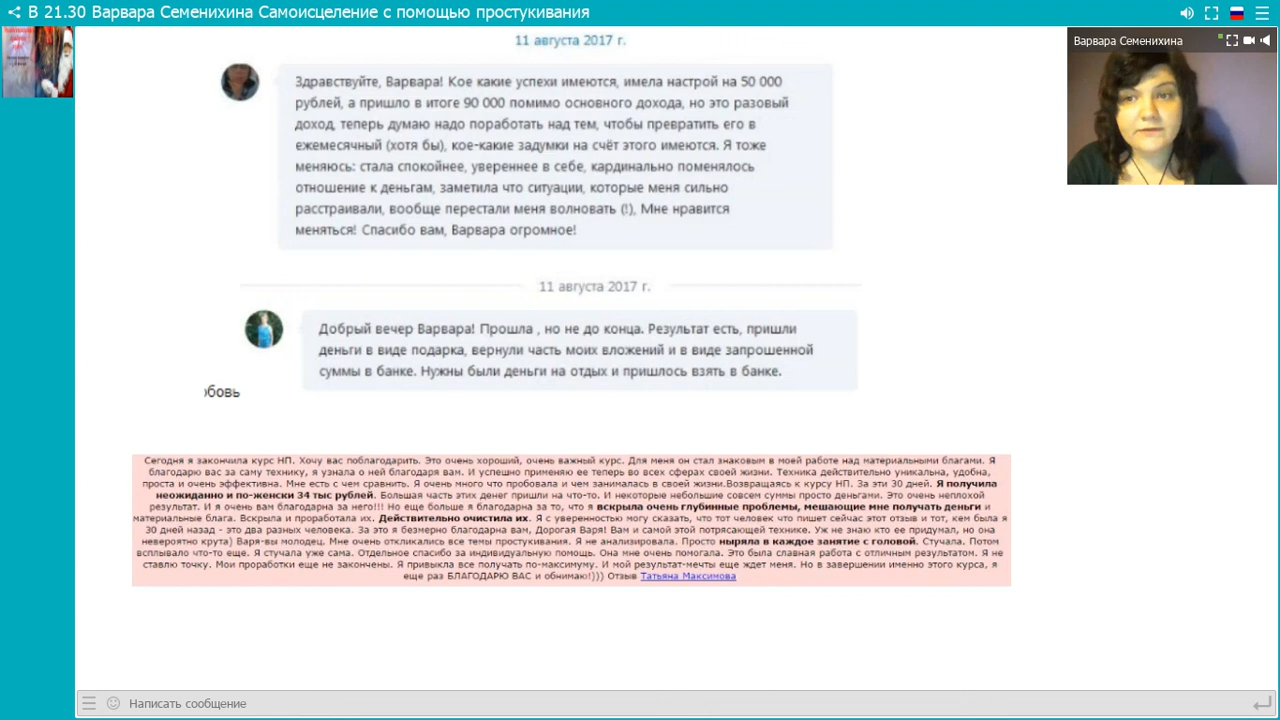 В 21.30 Варвара Семенихина Самоисцеление с помощью простукивания
Варвара Семенихина
11 августа 2017 г.
Здравствуйте, Варвара! Кое какие успехи имеются, имела настрой на 50 000
рублей, а пришло в итоге 90 000 помимо основного дохода, но это разовый
доход, теперь думаю надо поработать над тем, чтобы превратить его в
ежемесячный (хотя бы), кое-какие задумки на счёт этого имеются. Я тоже
меняюсь: стала спокойнее, увереннее в себе, кардинально поменялось
отношение к деньгам, заметила что ситуации, которые меня сильно
расстраивали, вообще перестали меня волновать (!), Мне нравится
меняться! Спасибо вам, Варвара огромное!
11 августа 2017 г.
Добрый вечер Варвара! Прошла , но не до конца. Результат есть, пришли
деньги в виде подарка, вернули часть моих вложений и в виде запрошенной
суммы в банке. Нужны были деньги на отдых и пришлось взять в банке.
овь
Сегодня я закончила курс НП. Хочу вас поблагодарить. Это очень хороший, очень важный курс. Для меня он стал знаковым в моей работе над материальными благами. Я
благодарю вас за саму технику, я узнала о ней благодаря вам. И успешно применяю ее теперь во всех сферах своей жизни. Техника действительно уникальна, удобна,
проста и очень эффективна. Мне есть с чем сравнить. Я очень много что пробовала и чем занималась в своей жизни.Возвращаясь к курсу НП. За эти 30 дней. Я получила
неожиданно и по-женски 34 тыс рублей. Большая часть этих денег пришли на что-то. И некоторые небольшие совсем суммы просто деньгами. Это очень неплохой
результат. И я очень вам благодарна за него!!! Но еще больше я благодарна за то, что я вскрыла очень глубинные проблемы, мешающие мне получать деньги и
материальные блага. Вскрыла и проработала их. Действительно очистила их. Я с уверенностью могу сказать, что тот человек что пишет сейчас этот отзыв и тот, кем была я
30 дней назад - это два разных человека. За это я безмерно благодарна вам, Дорогая Варя! Вам и самой этой потрясающей технике. Уж не знаю кто ее придумал, но она
невероятно крута) Варя-вы молодец. Мне очень откликались все темы простукивания. Я не анализировала. Просто ныряла в каждое занятие с головой. Стучала. Потом
всплывало что-то еще. Я стучала уже сама. Отдельное спасибо за индивидуальную помощь. Она мне очень помогала. Это была славная работа с отличным результатом. Я не
ставлю точку. Мои проработки еще не закончены. Я привыкла все получать по-максимуму. И мой результат-мечты еще ждет меня. Но в завершении именно этого курса, я
еще раз БЛАГОДАРЮ ВАС и обнимаю!))) Отзыв Татьяна Максимова
Написать сообщение